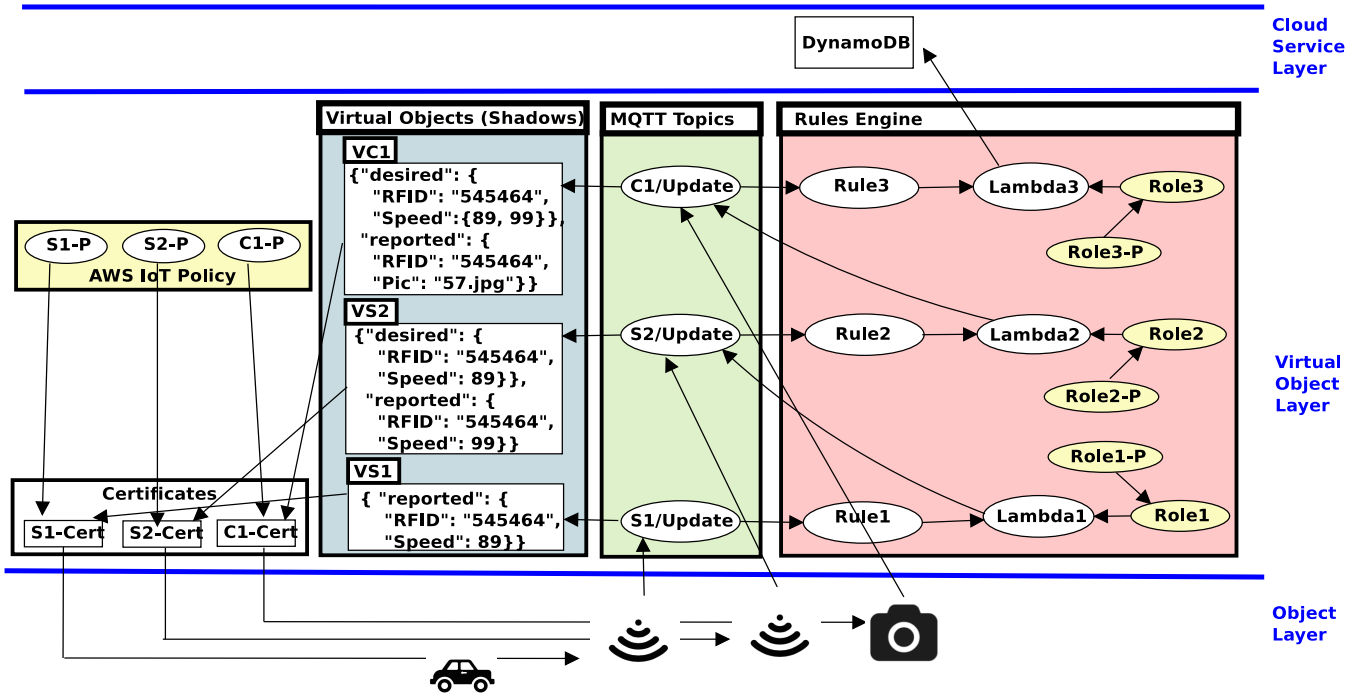 DynamoDB
Cloud
Service
Layer
Virtual Objects (Shadows)
MQTT Topics
Rules Engine
VC1
{"desired": {
"RFID": "545464",
"Speed":{89, 99}},
"reported": {
"RFID": "545464",
"Pic": "57.jpg"}}
C1/Update
Rule3
Lambda3
Role3
Role3-P
S1-P
S2-P
C1-P
AWS IoT Policy
VS2
{"desired": {
"RFID": "545464",
"Speed": 89}},
"reported": {
"RFID": "545464",
"Speed": 99}}
S2/Update
Rule2
Lambda2
Role2
Role2-P
Virtual
Object
Layer
VS1
{ "reported": {
"RFID": "545464",
"Speed": 89}}
S1/Update
Rule1
Lambda1
Role1-P
Role1
Certificates
S1-Cert
S2-Cert
C1-Cert
Object
Layer